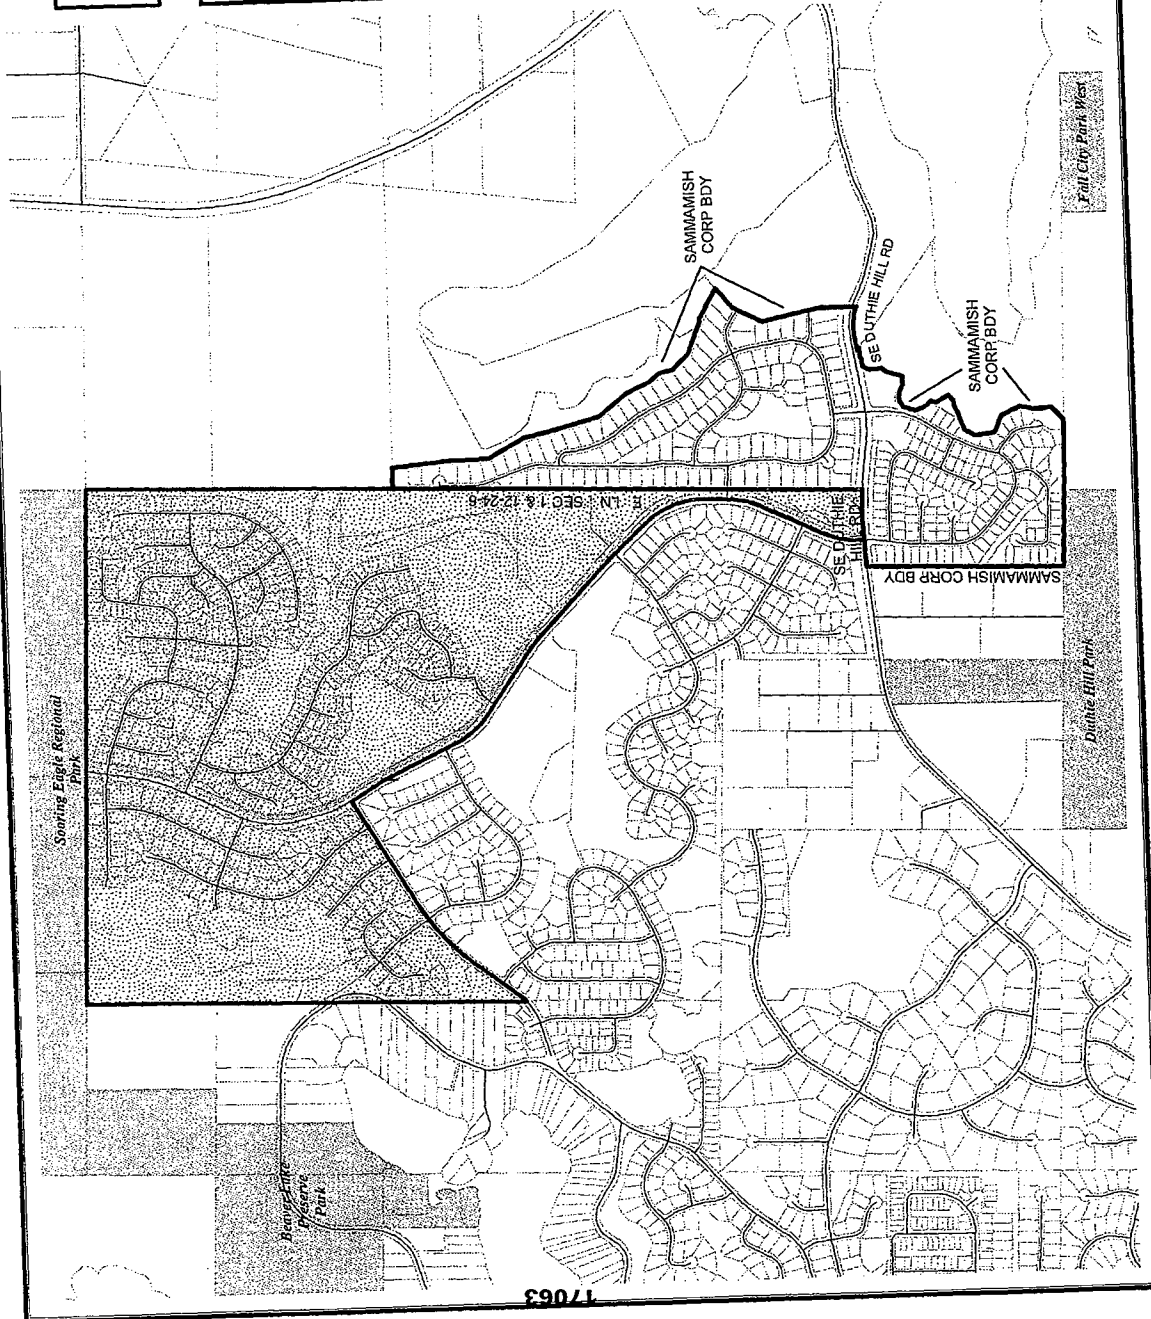 Soaring Eagle Regional
Park
Beaver Lake
Preserve
Park
SAMMAMISH
CORP BDY
Fall City Park West
SE DUTHIE HILL RD
SAMMAMISH
CORP BDY
E LN SEC 1 & 12-24-6
SE DUTHIE
HILL RD
SAMMAMISH CORP BDY
Duthie Hill Park
17063